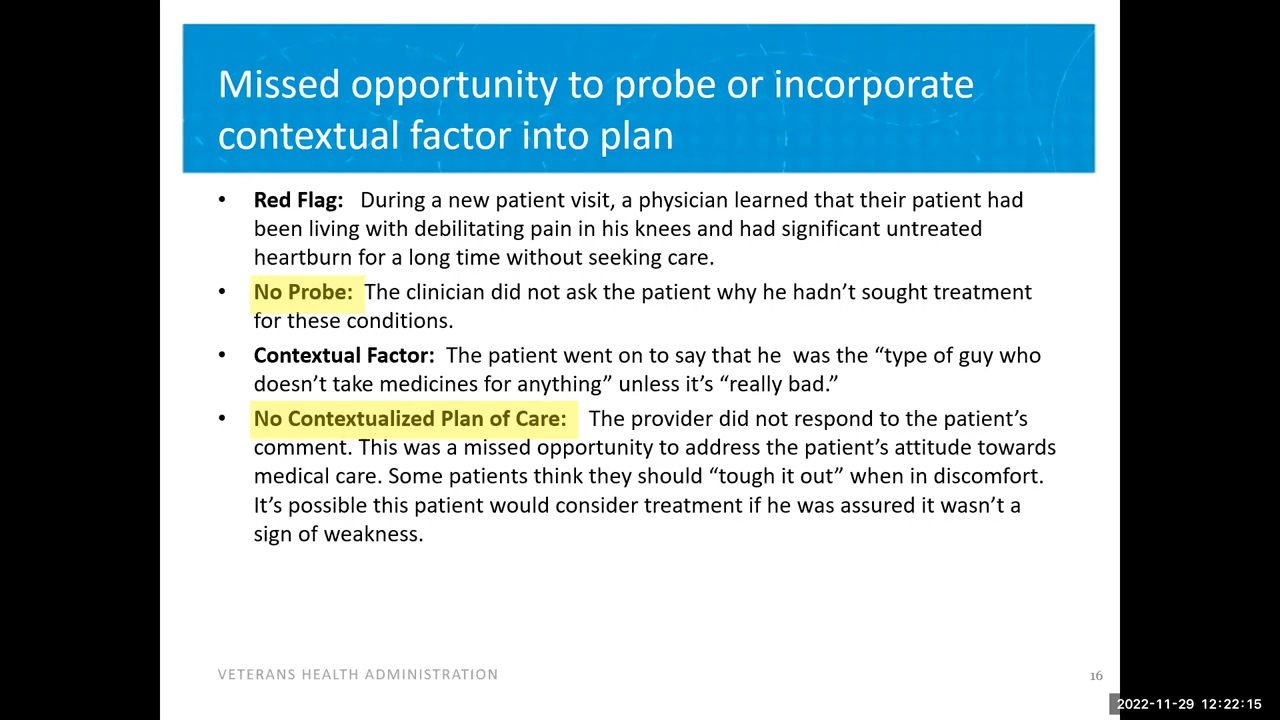 Missed opportunity to probe or incorporate
contextual factor into plan
• Red Flag: During a new patient visit, a physician learned that their patient had
been living with debilitating pain in his knees and had significant untreated
heartburn for a long time without seeking care.
• No Probe: The clinician did not ask the patient why he hadn’t sought treatment
for these conditions.
• Contextual Factor: The patient went on to say that he was the “type of guy who
doesn’t take medicines for anything” unless it’s “really bad.”
• No Contextualized Plan of Care: The provider did not respond to the patient’s
comment. This was a missed opportunity to address the patient’s attitude towards
medical care. Some patients think they should “tough it out” when in discomfort.
It’s possible this patient would consider treatment if he was assured it wasn’t a
sign of weakness.
VETERANS HEALTH ADMINISTRATION
16
2022-11-29 12:22:15